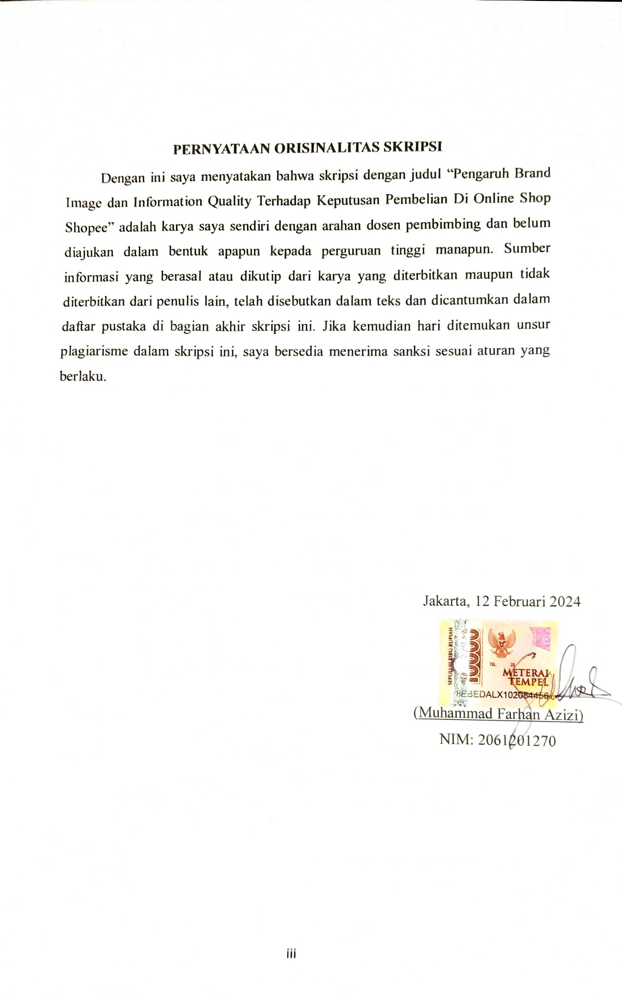 PERNYATAAN ORISINALITAS SKRIPSI
Dengan ini saya menyatakan bahwa skripsi dengan judul “Pengaruh Brand
Image dan Information Quality Terhadap Keputusan Pembelian Di Online Shop
Shopee” adalah karya saya sendiri dengan arahan dosen pembimbing dan belum
diajukan dalam bentuk apapun kepada perguruan tinggi manapun. Sumber
informasi yang berasal atau dikutip dari karya yang diterbitkan maupun tidak
diterbitkan dari penulis lain, telah disebutkan dalam teks dan dicantumkan dalam
daftar pustaka di bagian akhir skripsi ini. Jika kemudian hari ditemukan unsur
plagiarisme dalam skripsi ini, saya bersedia menerima sanksi sesuai aturan yang
berlaku.
Jakarta, 12 Februari 2024
SEPULUH RIBU RUPIAH
10000
TGL. 20
METERAI
TEMPEL
8EBEDALX102084456
(Muhammad Farhan Azizi)
NIM: 2061201270
iii